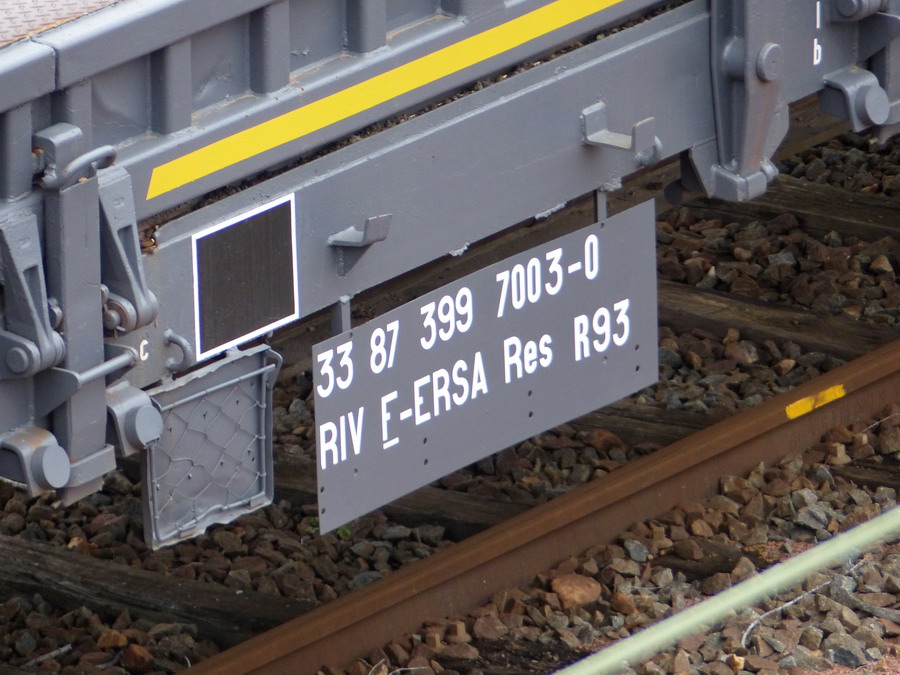 33 87 399 7003-0
RIV F-ERSA Res R93
c
b